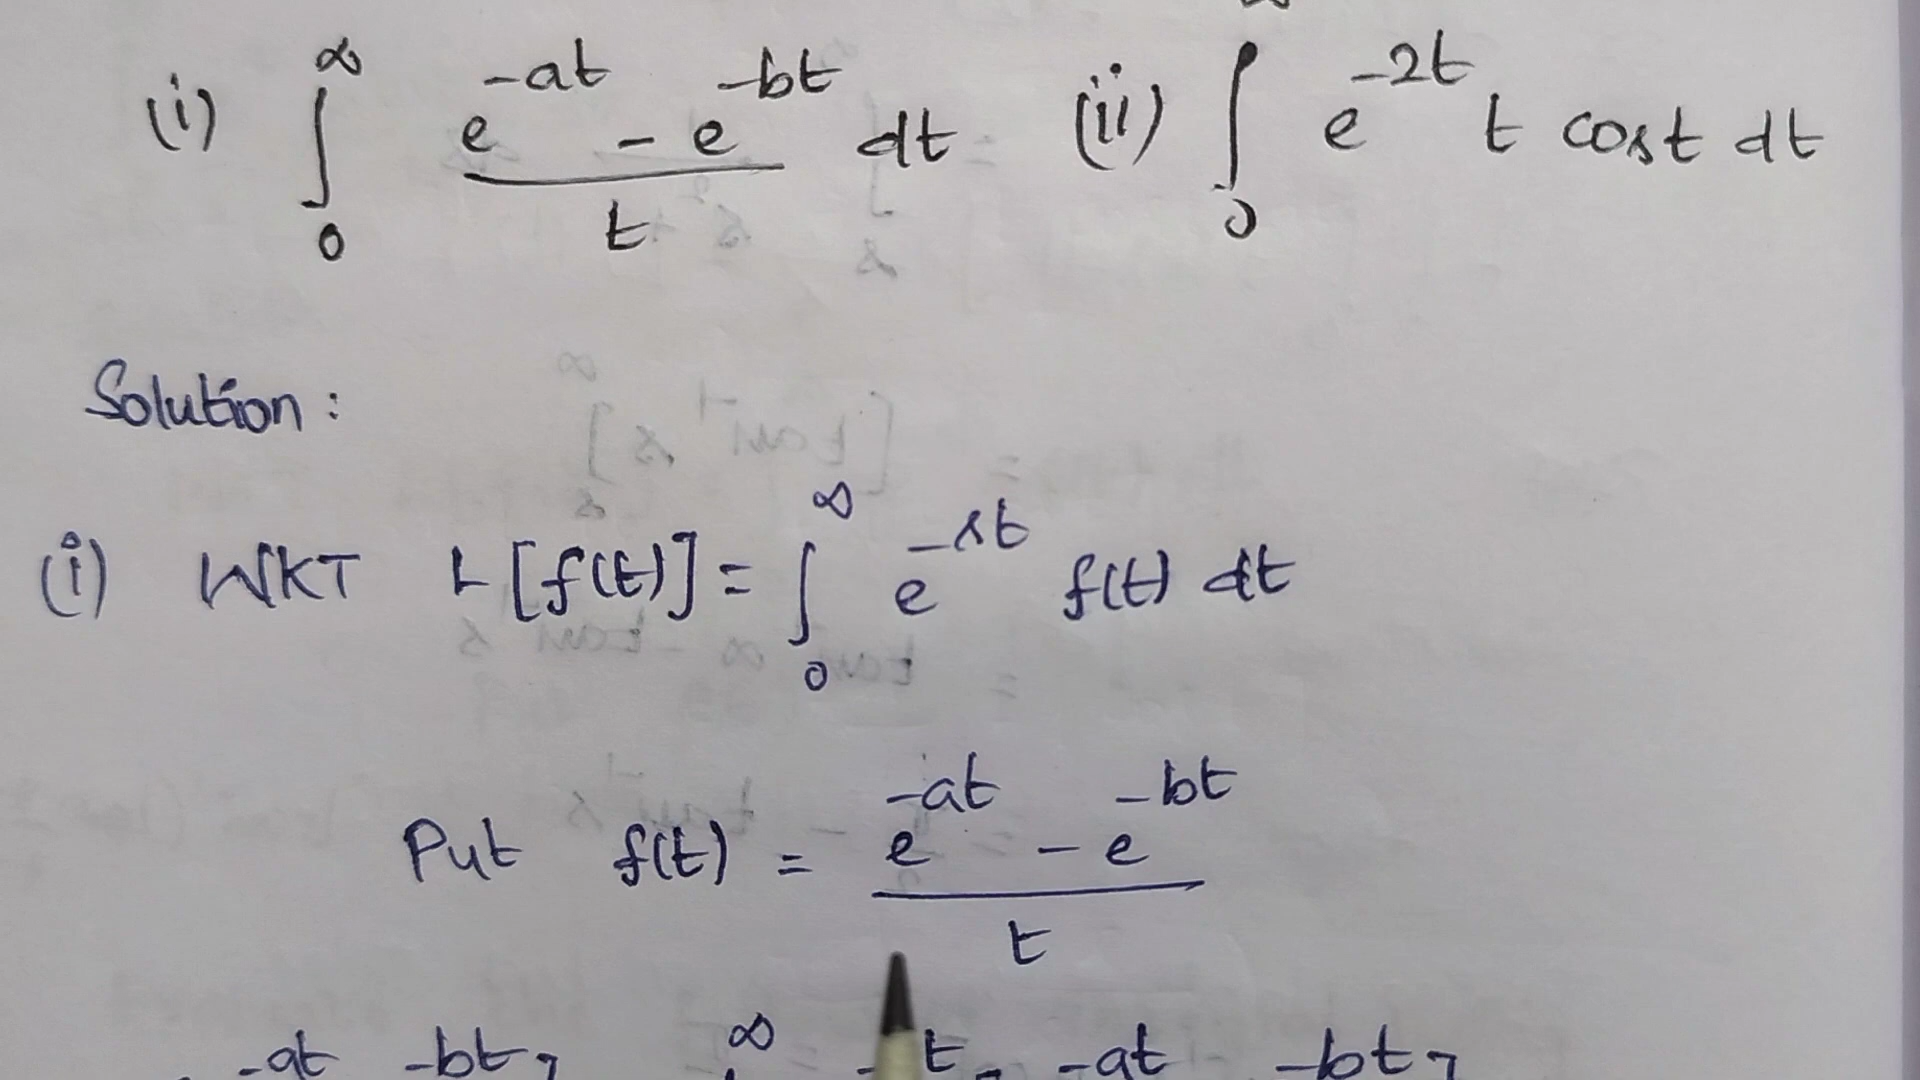 (i) ∫₀^∞ (e^{-at} - e^{-bt})/t dt (ii) ∫₀^∞ e^{-2t} t cost dt
Solution :
(i) WKT L[f(t)] = ∫₀^∞ e^{-st} f(t) dt
Put f(t) = (e^{-at} - e^{-bt})/t